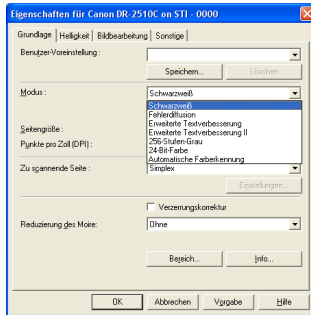 Eigenschaften für Canon DR-2510C on STI - 0000
Grundlage Helligkeit Bildbearbeitung Sonstige
Benutzer-Voreinstellung :
Speichern... Löschen
Modus : Schwarzweiß
Schwarzweiß
Fehlerdiffusion
Erweiterte Textverbesserung
Seitengröße : Erweiterte Textverbesserung II
256-Stufen-Grau
Punkte pro Zoll (DPI) : 24-Bit-Farbe
Automatische Farberkennung
Zu scannende Seite : Simplex
Einstellungen...
Verzerrungskorrektur
Reduzierung des Moire: Ohne
Bereich... Info...
OK Abbrechen Vorgabe Hilfe